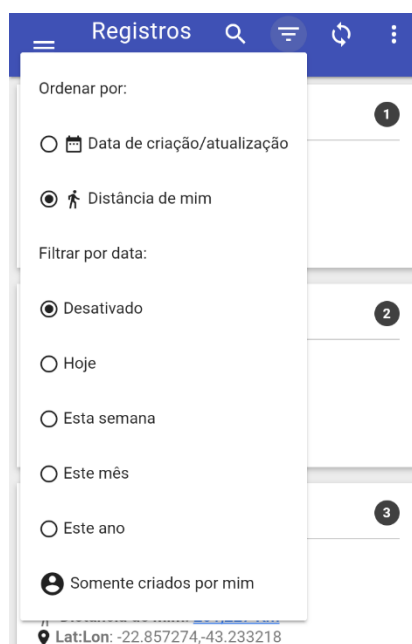 Registros
Ordenar por:
Data de criação/atualização
Distância de mim
Filtrar por data:
Desativado
Hoje
Esta semana
Este mês
Este ano
Somente criados por mim
1
2
3
Lat:Lon: -22.857274,-43.233218